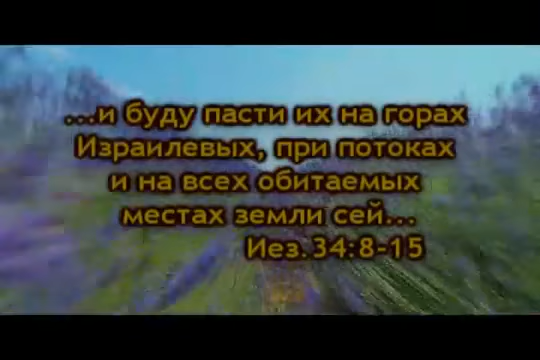 ...и буду пасти их на горах
Израилевых, при потоках
и на всех обитаемых
местах земли сей...
Иез.34:8-15